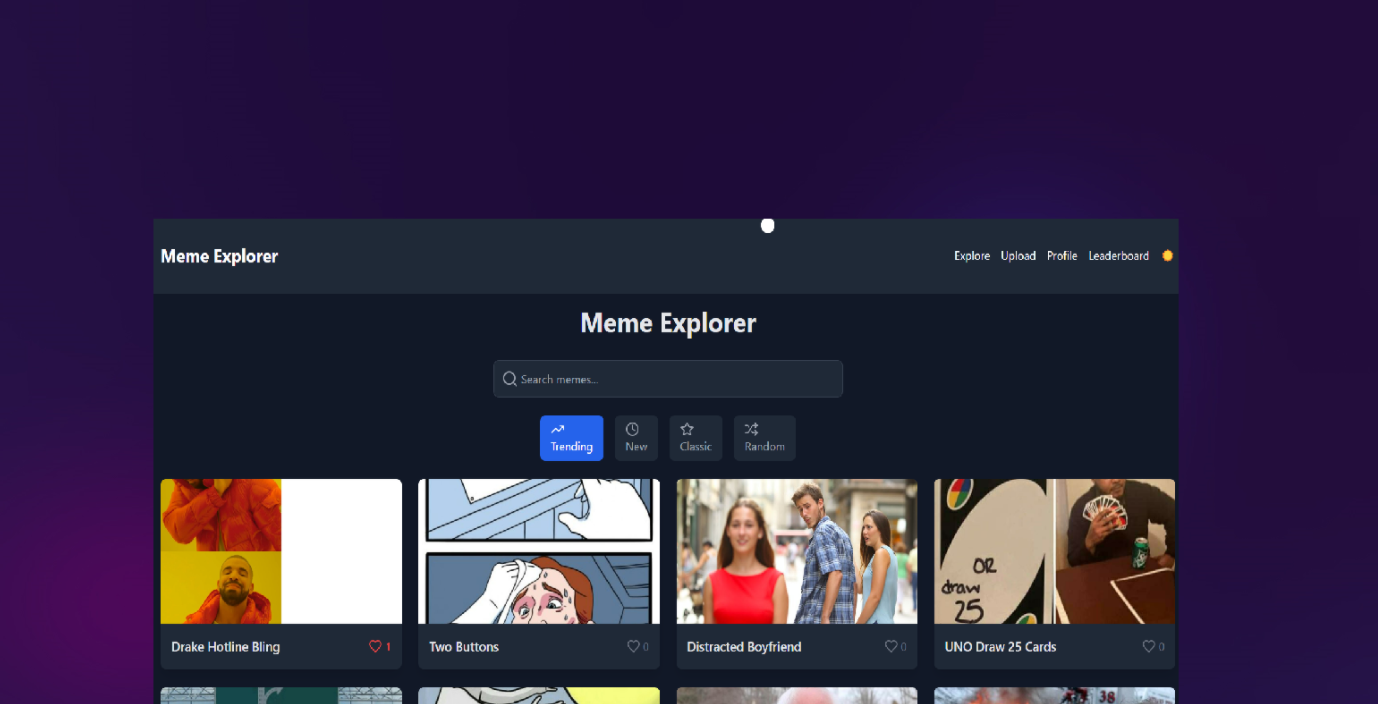 Meme Explorer
Explore Upload Profile Leaderboard
Meme Explorer
Search memes...
Trending
New
Classic
Random
OR
draw
25
Drake Hotline Bling
1
Two Buttons
0
Distracted Boyfriend
0
UNO Draw 25 Cards
0
38